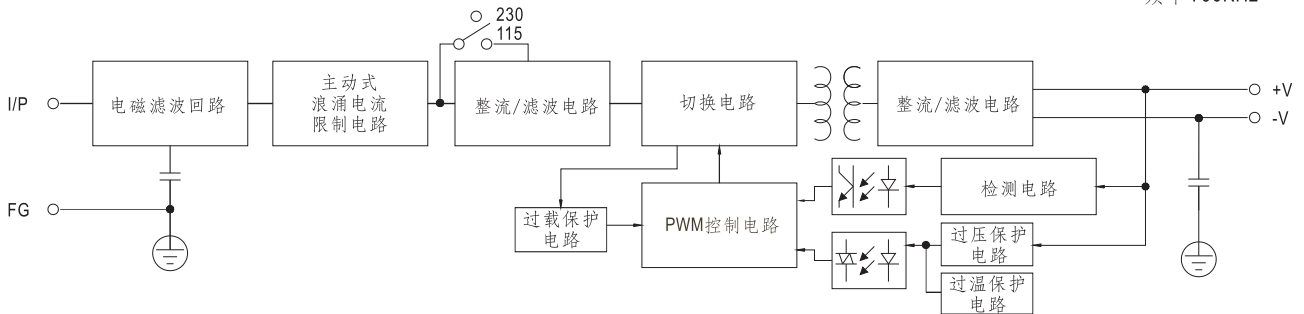 230
115
I/P
电磁滤波回路
主动式
浪涌电流
限制电路
整流/滤波电路
切换电路
整流/滤波电路
+V
-V
FG
过载保护
电路
PWM控制电路
检测电路
过压保护
电路
过温保护
电路